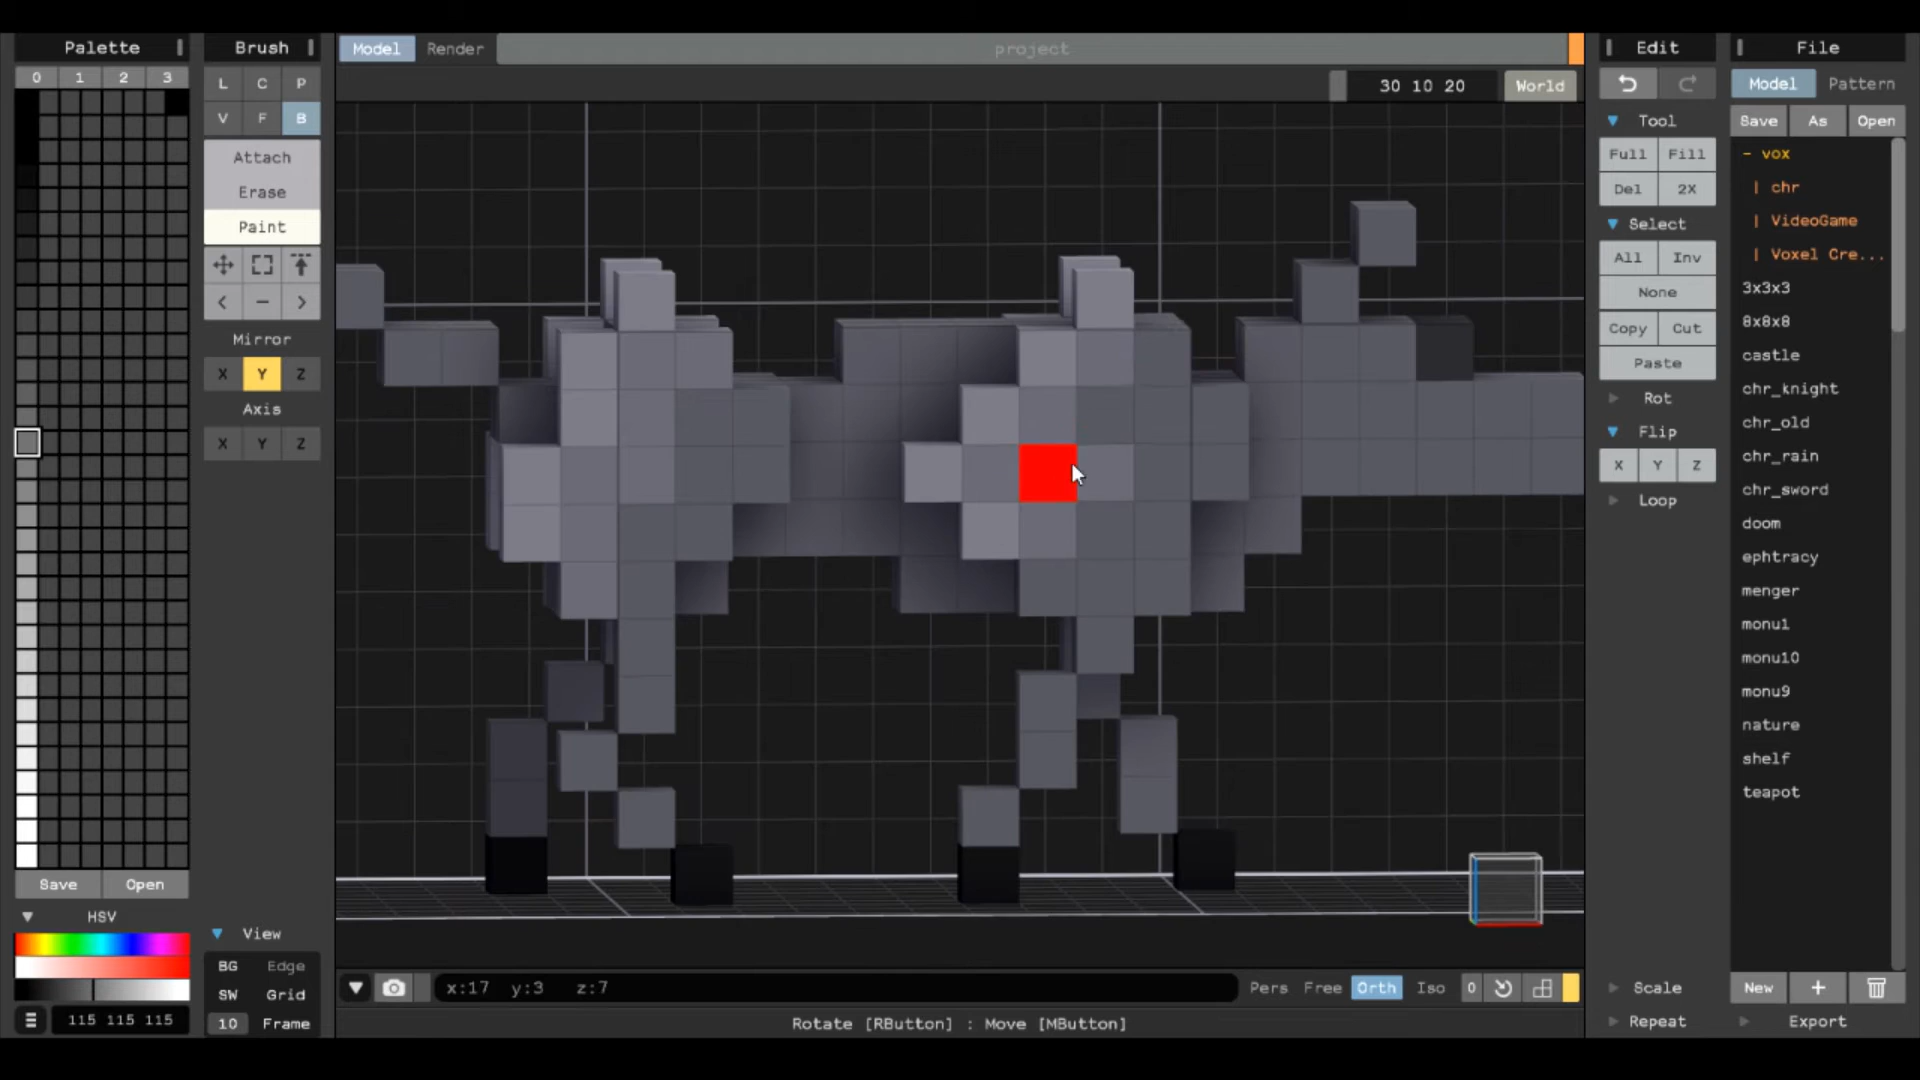 Palette
0 1 2 3
Save Open
HSV
115 115 115
Brush
L C P
V F B
Attach
Erase
Paint
< − >
Mirror
X Y Z
Axis
X Y Z
View
BG Edge
SW Grid
10 Frame
Model Render project
30 10 20 World
x:17 y:3 z:7
Pers Free Orth Iso 0
Rotate [RButton] : Move [MButton]
Edit
Tool
Full Fill
Del 2X
Select
All Inv
None
Copy Cut
Paste
Rot
Flip
X Y Z
Loop
Scale
Repeat
File
Model Pattern
Save As Open
− vox
| chr
| VideoGame
| Voxel Cre...
3x3x3
8x8x8
castle
chr_knight
chr_old
chr_rain
chr_sword
doom
ephtracy
menger
monu1
monu10
monu9
nature
shelf
teapot
New +
Export